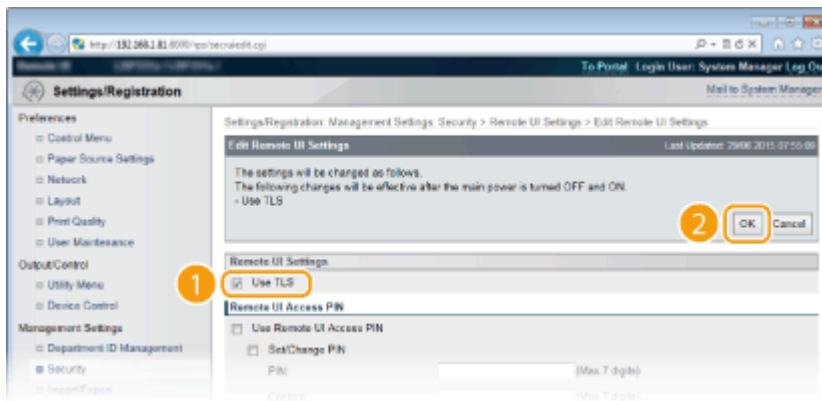 http://192.168.1.81:8000/rps/csecruiedit.cgi
To Portal Login User: System Manager Log Ou
Settings/Registration
Mail to System Manager
Preferences
Control Menu
Paper Source Settings
Network
Layout
Print Quality
User Maintenance
Output/Control
Utility Menu
Device Control
Management Settings
Department ID Management
Security
Import/Export
Settings/Registration: Management Settings: Security > Remote UI Settings > Edit Remote UI Settings
Edit Remote UI Settings
Last Updated: 29/06 2015 07:55:09
The settings will be changed as follows.
The following changes will be effective after the main power is turned OFF and ON.
- Use TLS
2
OK Cancel
Remote UI Settings
1
Use TLS
Remote UI Access PIN
Use Remote UI Access PIN
Set/Change PIN
PIN:
(Max 7 digits)
Confirm:
(Max 7 digits)